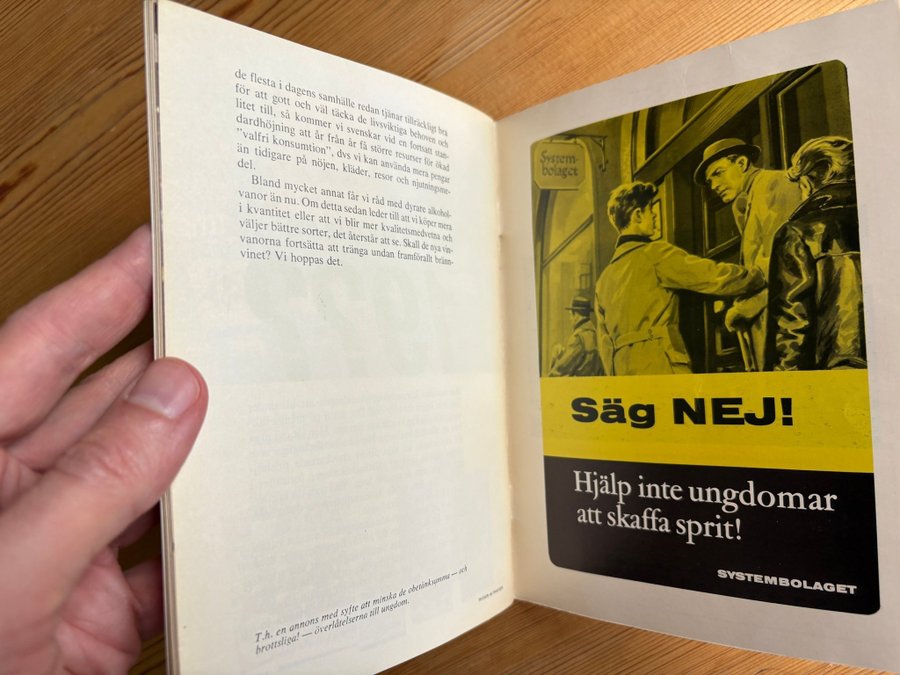 de flesta i dagens samhälle redan tjänar tillräckligt bra
för att gott och väl täcka de livsviktiga behoven och
litet till, så kommer vi svenskar vid en fortsatt stan-
dardhöjning att år från år få större resurser för ökad
"valfri konsumtion", dvs vi kan använda mera pengar
än tidigare på nöjen, kläder, resor och njutningsme-
del.
Bland mycket annat får vi råd med dyrare alkohol-
vanor än nu. Om detta sedan leder till att vi köper mera
i kvantitet eller att vi blir mer kvalitetsmedvetna och
väljer bättre sorter, det återstår att se. Skall de nya vin-
vanorna fortsätta att tränga undan framförallt bränn-
vinet? Vi hoppas det.
T.h. en annons med syfte att minska de obetänksamma — och
brottsliga! — överlåtelserna till ungdom.
System-
bolaget
Säg NEJ!
Hjälp inte ungdomar
att skaffa sprit!
SYSTEMBOLAGET